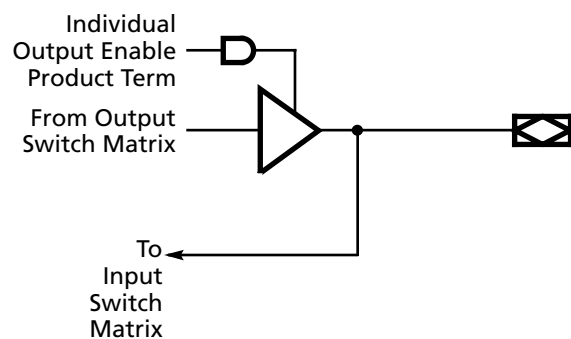 Individual
Output Enable
Product Term
From Output
Switch Matrix
To
Input
Switch
Matrix